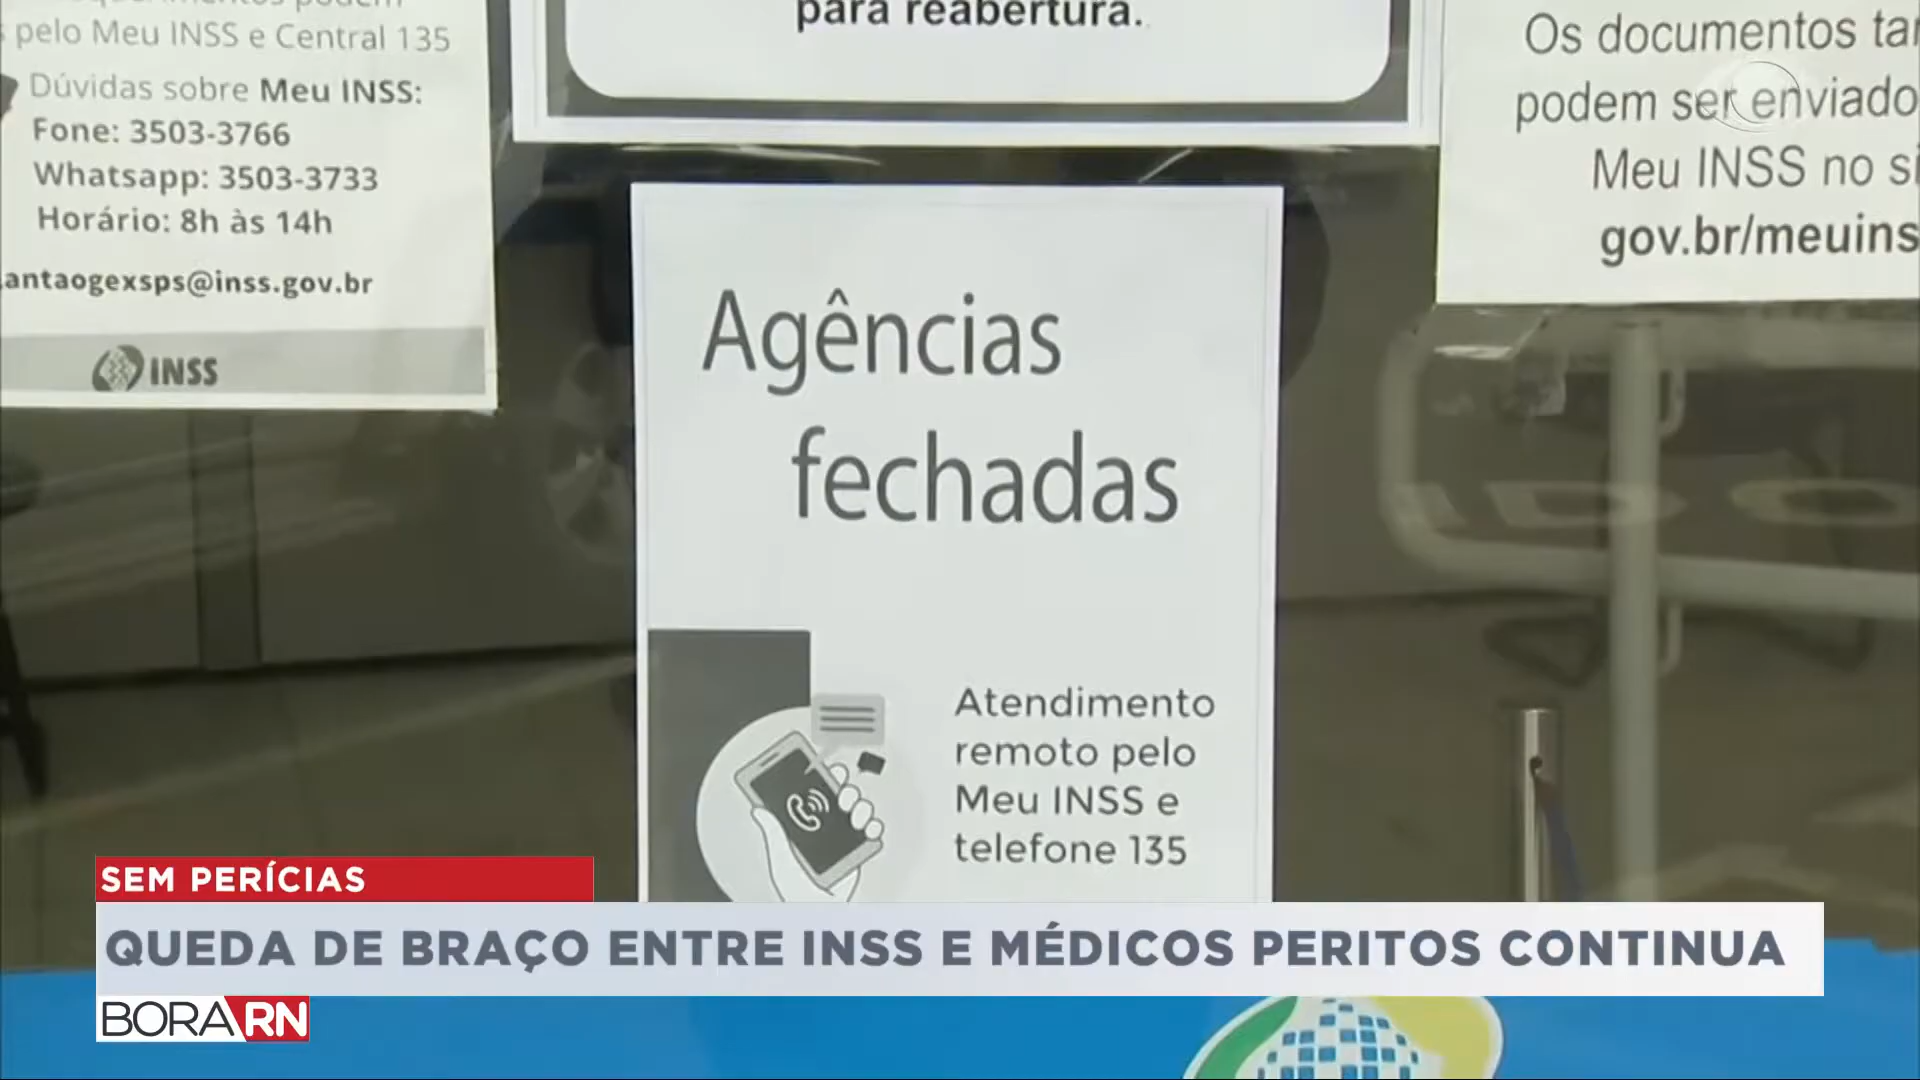 pelo Meu INSS e Central 135
Dúvidas sobre Meu INSS:
Fone: 3503-3766
Whatsapp: 3503-3733
Horário: 8h às 14h
antaogexsps@inss.gov.br
INSS
para reabertura.
Os documentos
podem ser enviado
Meu INSS no
gov.br/meuins
Agências
fechadas
Atendimento
remoto pelo
Meu INSS e
telefone 135
SEM PERÍCIAS
QUEDA DE BRAÇO ENTRE INSS E MÉDICOS PERITOS CONTINUA
BORA RN